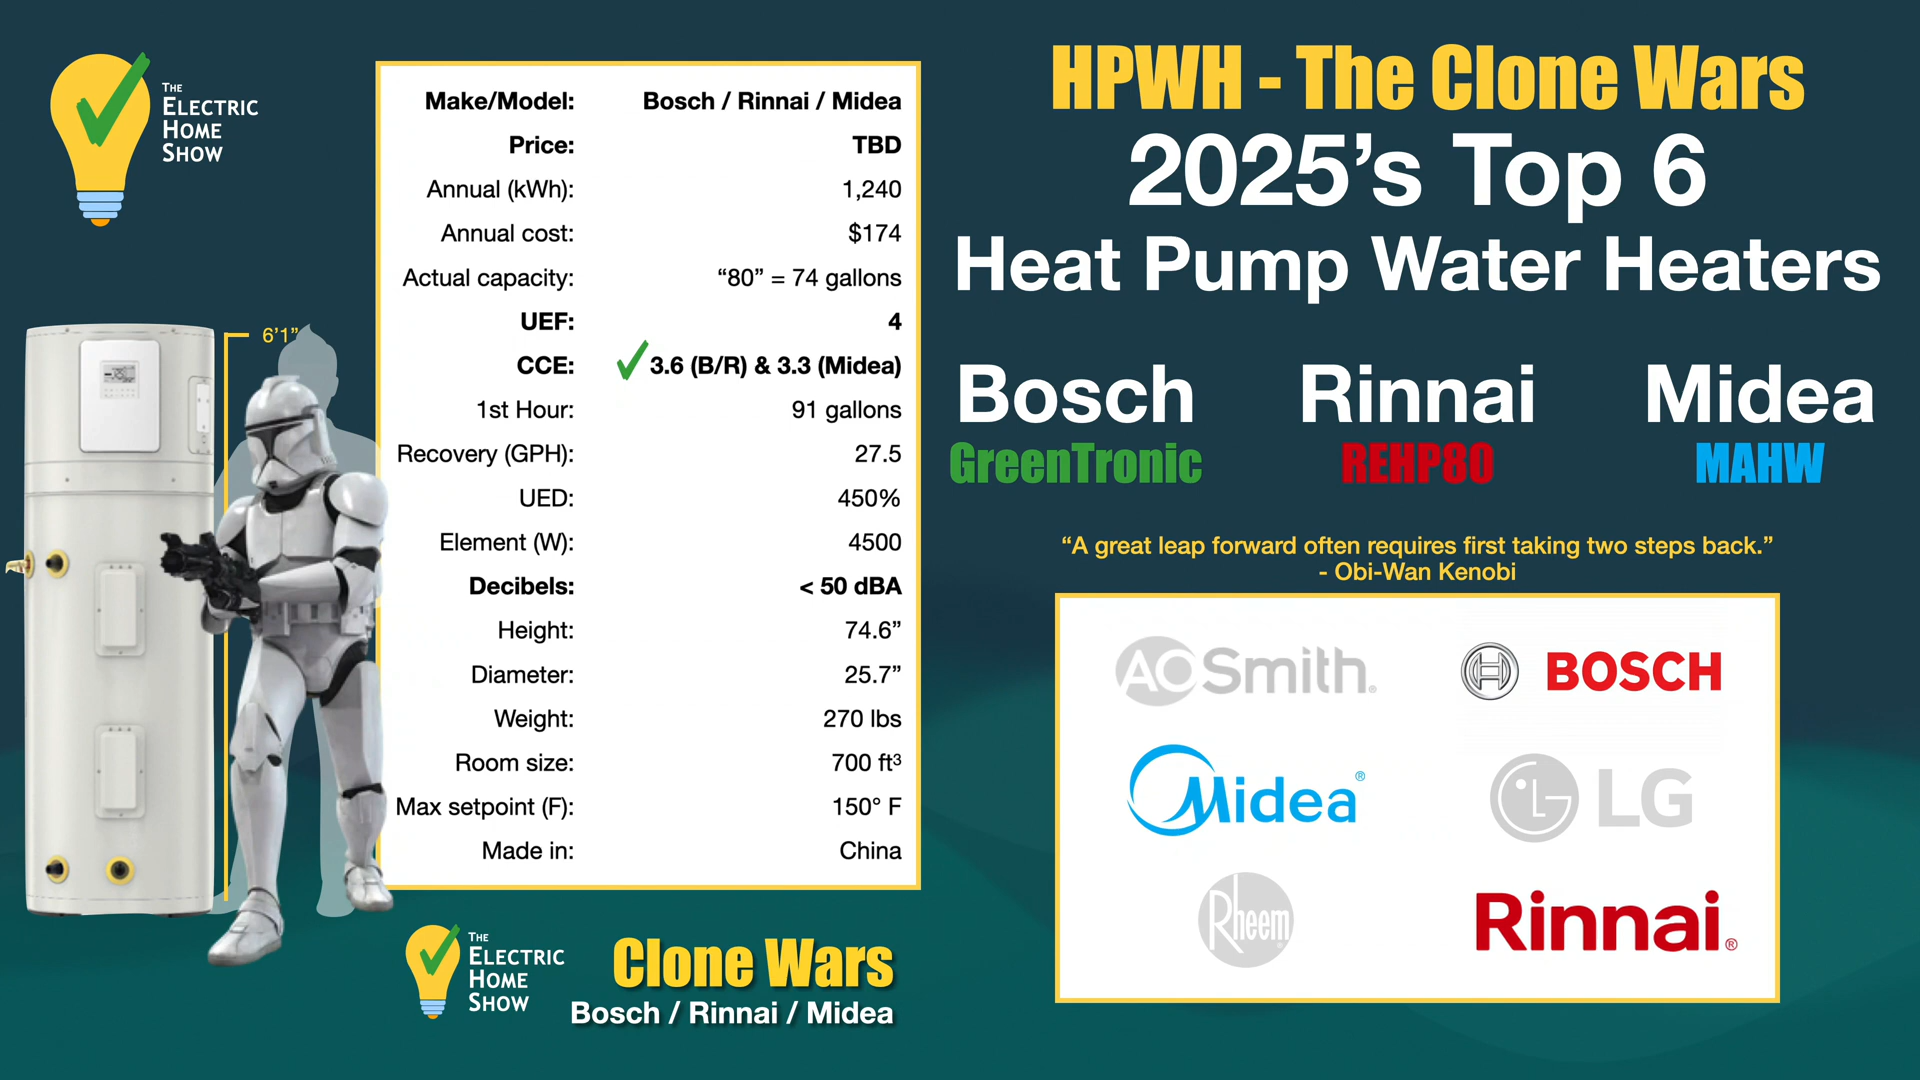 THE
ELECTRIC
HOME
SHOW
Make/Model: Bosch / Rinnai / Midea
Price: TBD
Annual (kWh): 1,240
Annual cost: $174
Actual capacity: “80” = 74 gallons
UEF: 4
CCE: 3.6 (B/R) & 3.3 (Midea)
1st Hour: 91 gallons
Recovery (GPH): 27.5
UED: 450%
Element (W): 4500
Decibels: < 50 dBA
Height: 74.6”
Diameter: 25.7”
Weight: 270 lbs
Room size: 700 ft³
Max setpoint (F): 150° F
Made in: China
6’1”
THE
ELECTRIC
HOME
SHOW
Clone Wars
Bosch / Rinnai / Midea
HPWH - The Clone Wars
2025’s Top 6
Heat Pump Water Heaters
Bosch Rinnai Midea
GreenTronic REHP80 MAHW
“A great leap forward often requires first taking two steps back.”
- Obi-Wan Kenobi
AO Smith® BOSCH
Midea® LG LG
Rheem® Rinnai®